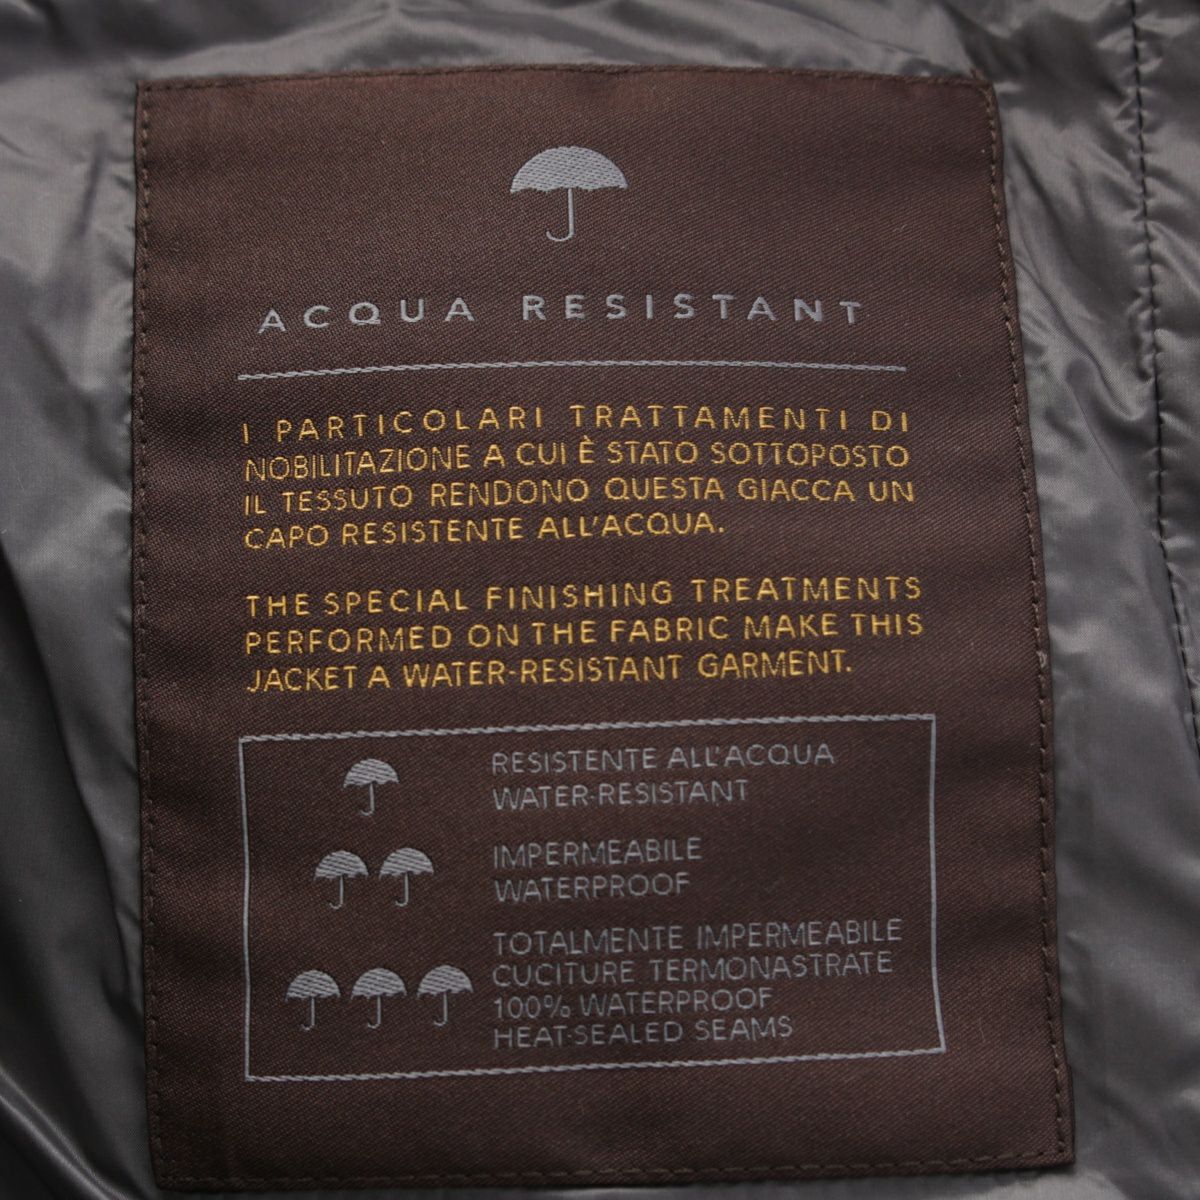 ACQUA RESISTANT
I PARTICOLARI TRATTAMENTI DI
NOBILITAZIONE A CUI È STATO SOTTOPOSTO
IL TESSUTO RENDONO QUESTA GIACCA UN
CAPO RESISTENTE ALL'ACQUA.
THE SPECIAL FINISHING TREATMENTS
PERFORMED ON THE FABRIC MAKE THIS
JACKET A WATER-RESISTANT GARMENT.
RESISTENTE ALL'ACQUA
WATER-RESISTANT
IMPERMEABILE
WATERPROOF
TOTALMENTE IMPERMEABILE
CUCITURE TERMONASTRATE
100% WATERPROOF
HEAT-SEALED SEAMS